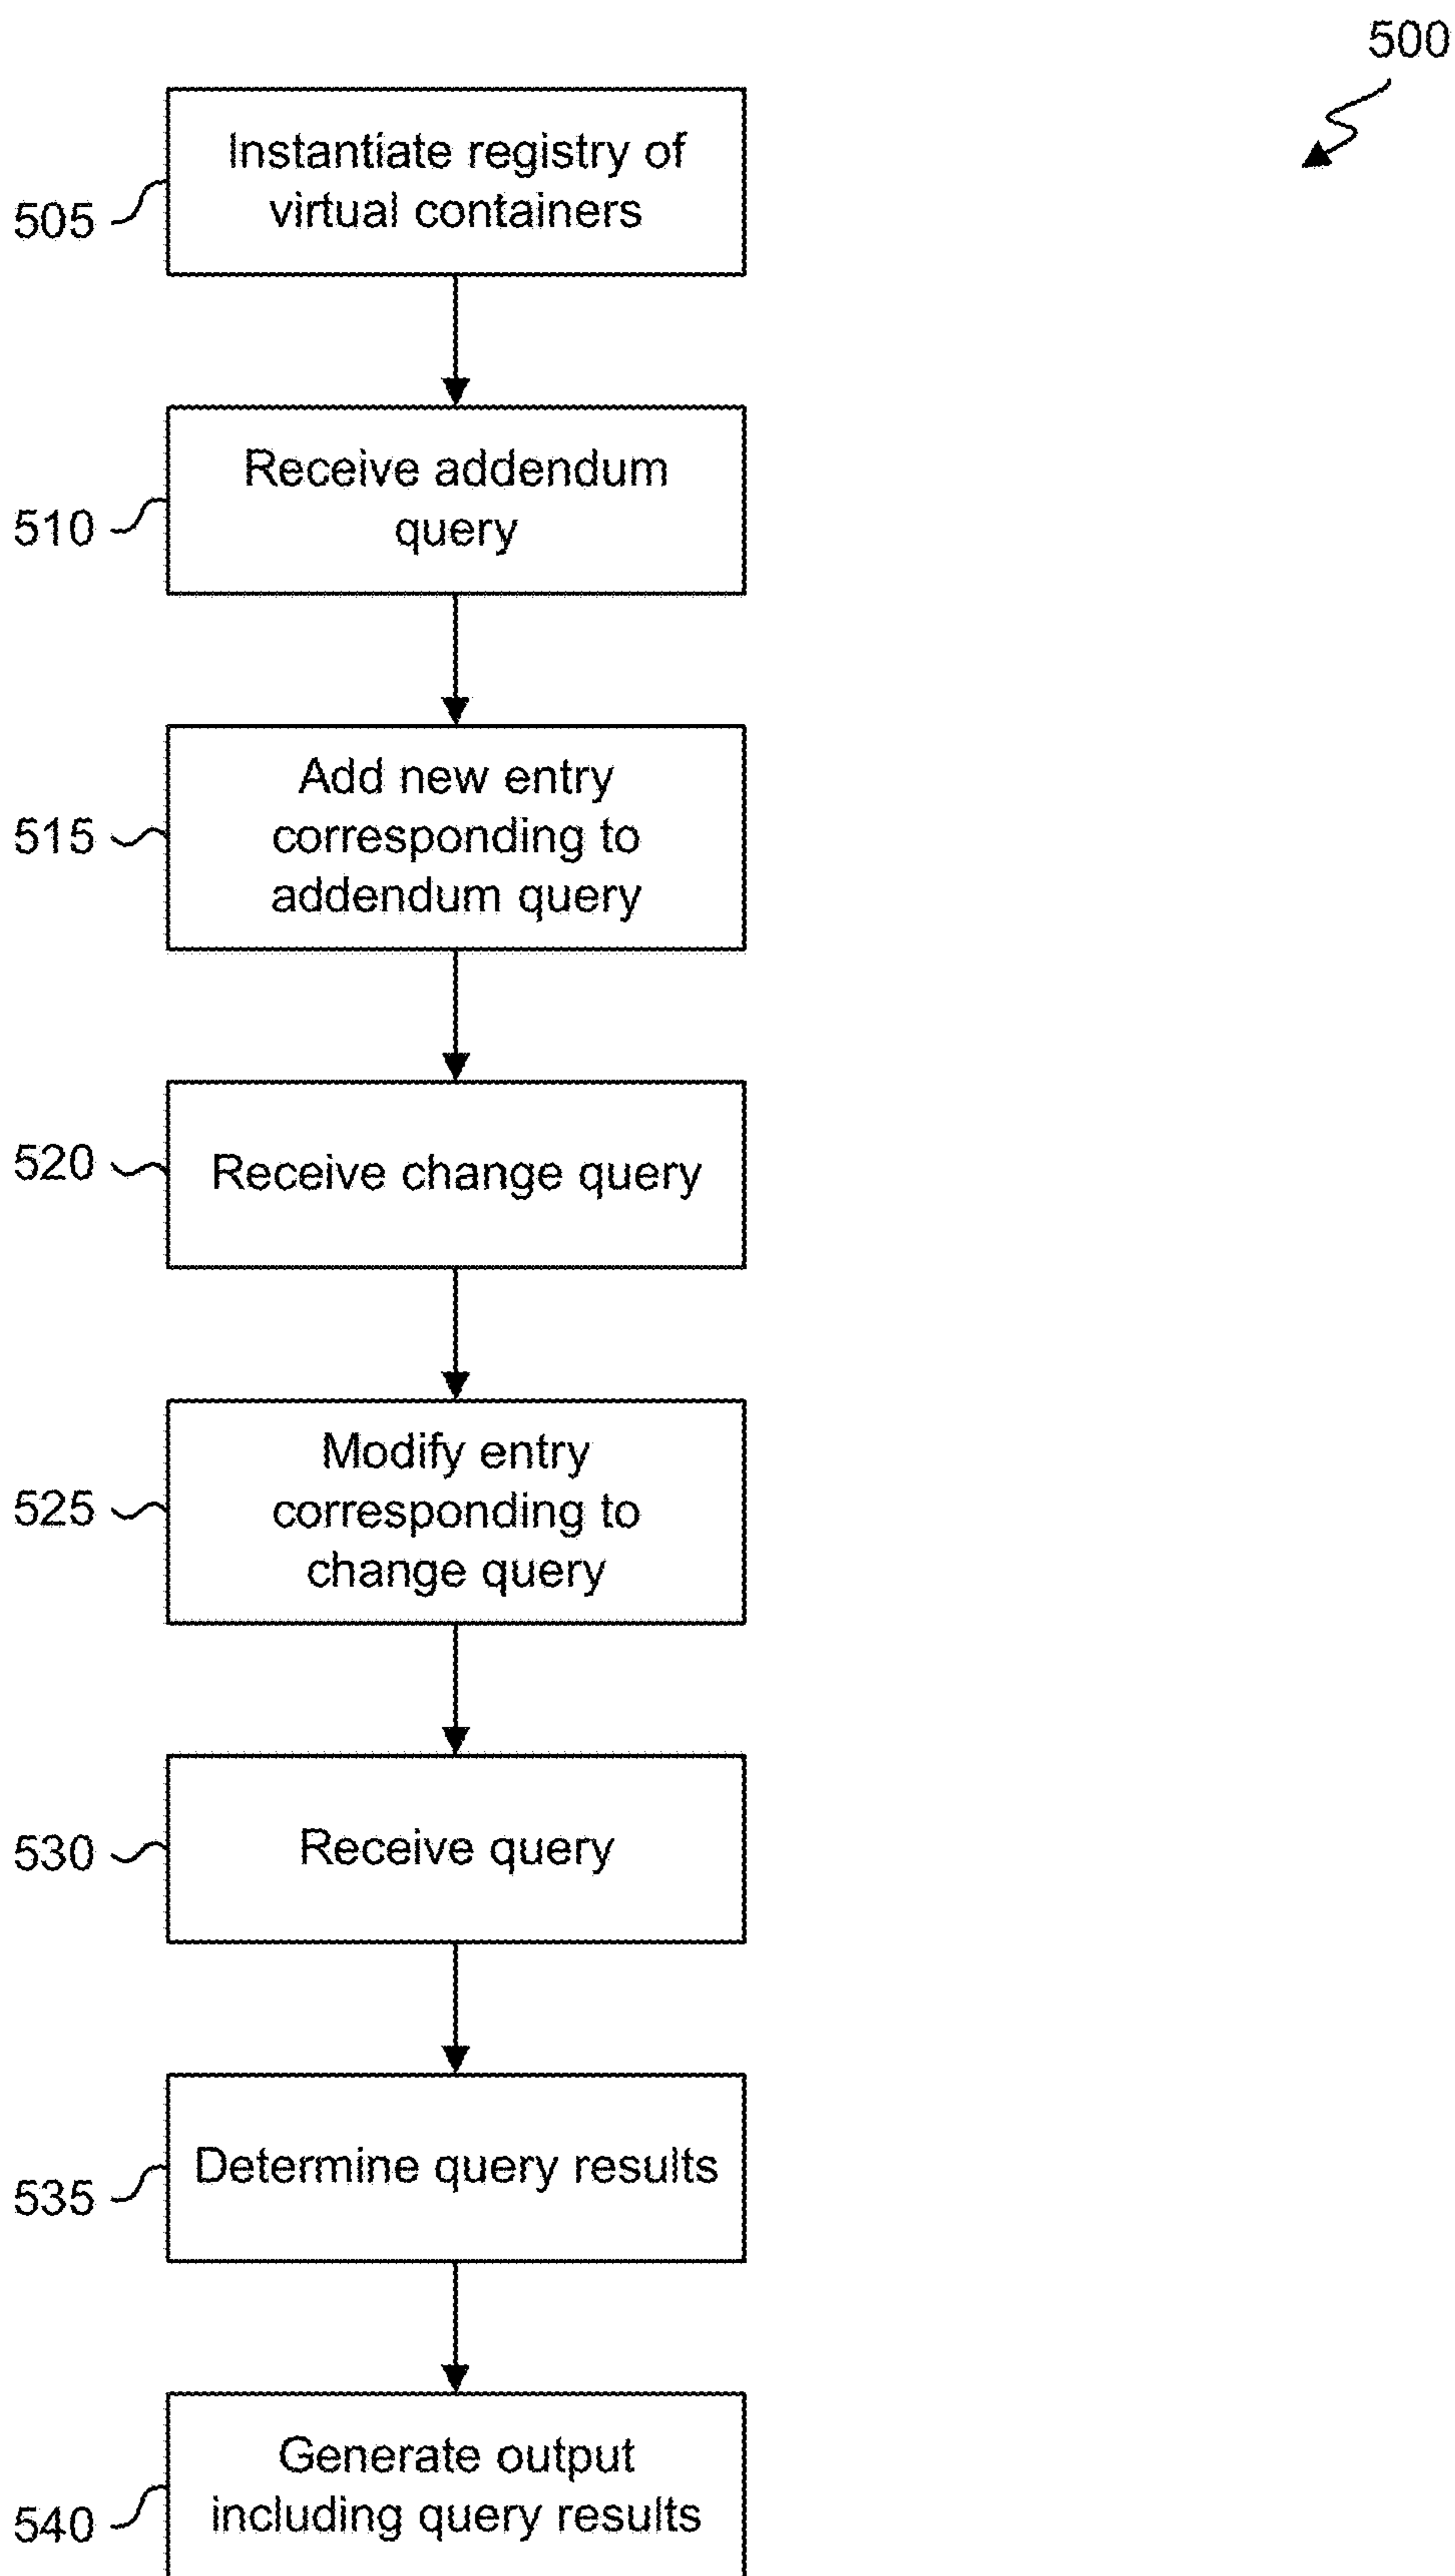 500
Instantiate registry of
virtual containers
505
Receive addendum
query
510
Add new entry
corresponding to
addendum query
515
Receive change query
520
Modify entry
corresponding to
change query
525
Receive query
530
Determine query results
535
Generate output
including query results
540